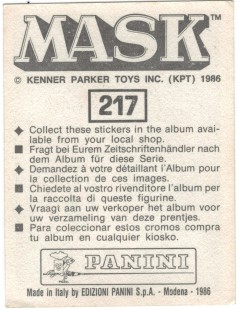 MASK™
© KENNER PARKER TOYS INC. (KPT) 1986
217
Collect these stickers in the album avai-
lable from your local shop.
Fragt bei Eurem Zeitschriftenhändler nach
dem Album für diese Serie.
Demandez à votre détaillant l'Album pour
la collection de ces images.
Chiedete al vostro rivenditore l'album per
la raccolta di queste figurine.
Vraagt aan uw verkoper het album voor
uw verzameling van deze prentjes.
Para coleccionar estos cromos compra
tu album en cualquier kiosko.
PANINI
Made in Italy by EDIZIONI PANINI S.p.A. - Modena - 1986